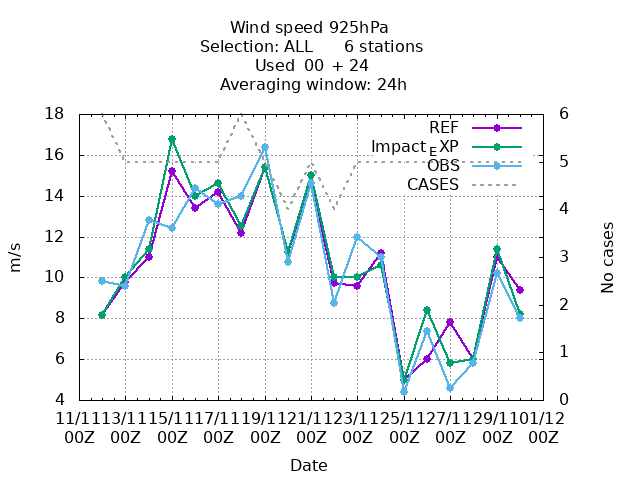 Wind speed 925hPa
Selection: ALL 6 stations
Used 00 + 24
Averaging window: 24h
18 6
REF
16 Impact_EXP 5
OBS
14 CASES 4
12
m/s 3 No cases
10
8 2
6 1
4 0
11/11 13/11 15/11 17/11 19/11 21/11 23/11 25/11 27/11 29/11 01/12
00Z 00Z 00Z 00Z 00Z 00Z 00Z 00Z 00Z 00Z 00Z
Date